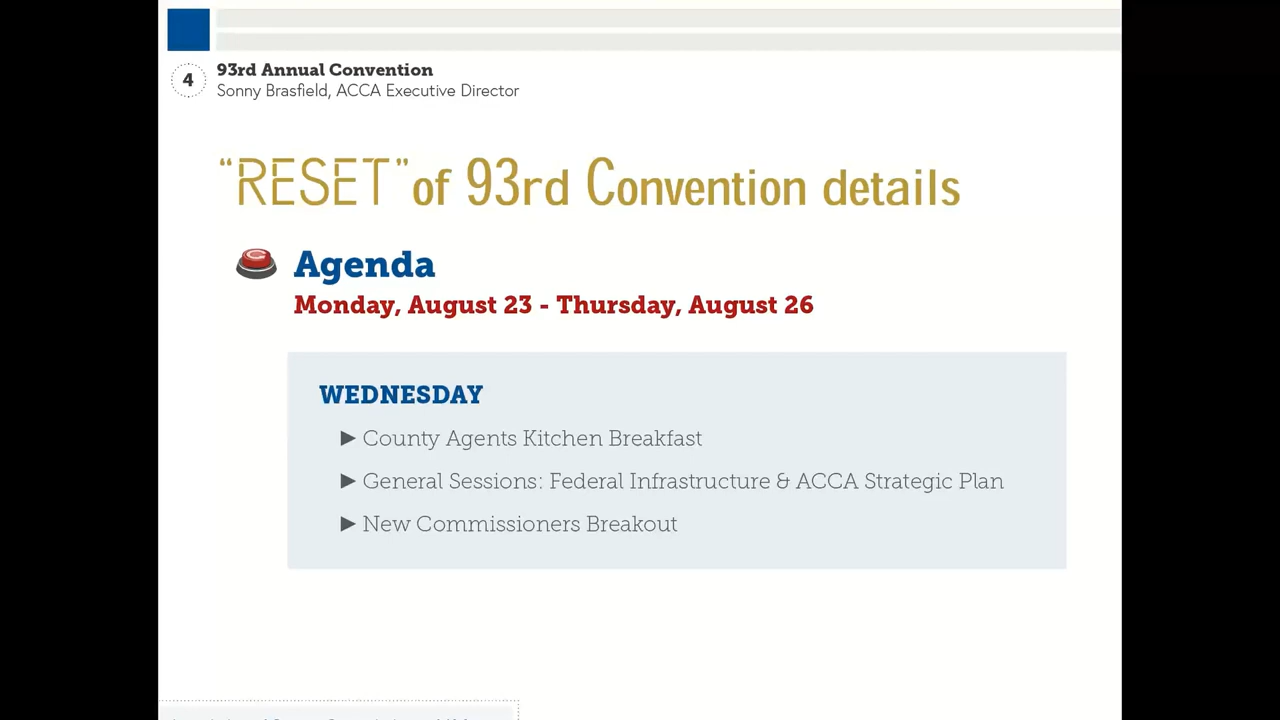 4
93rd Annual Convention
Sonny Brasfield, ACCA Executive Director
“RESET” of 93rd Convention details
Agenda
Monday, August 23 - Thursday, August 26
WEDNESDAY
▶ County Agents Kitchen Breakfast
▶ General Sessions: Federal Infrastructure & ACCA Strategic Plan
▶ New Commissioners Breakout